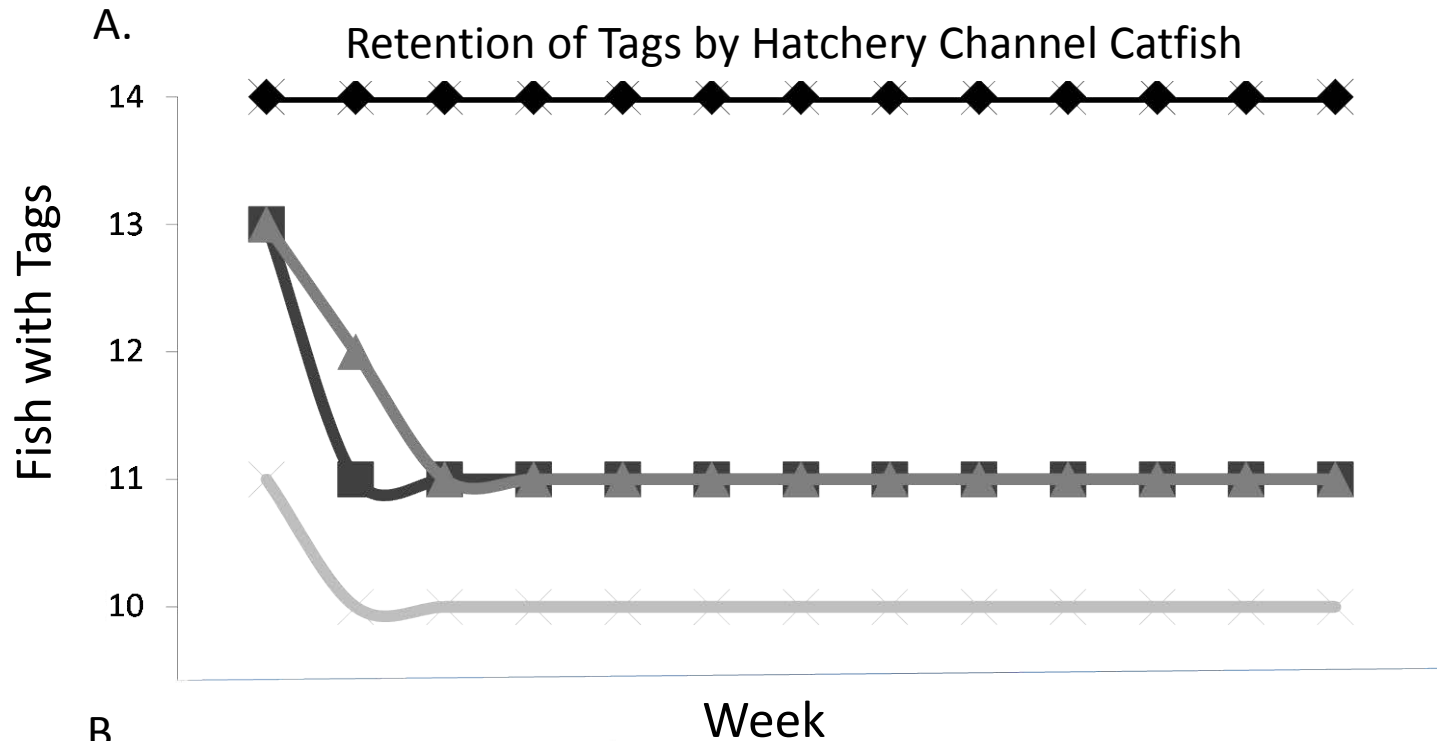 A.
Retention of Tags by Hatchery Channel Catfish
14
13
12
11
10
Fish with Tags
Week
B